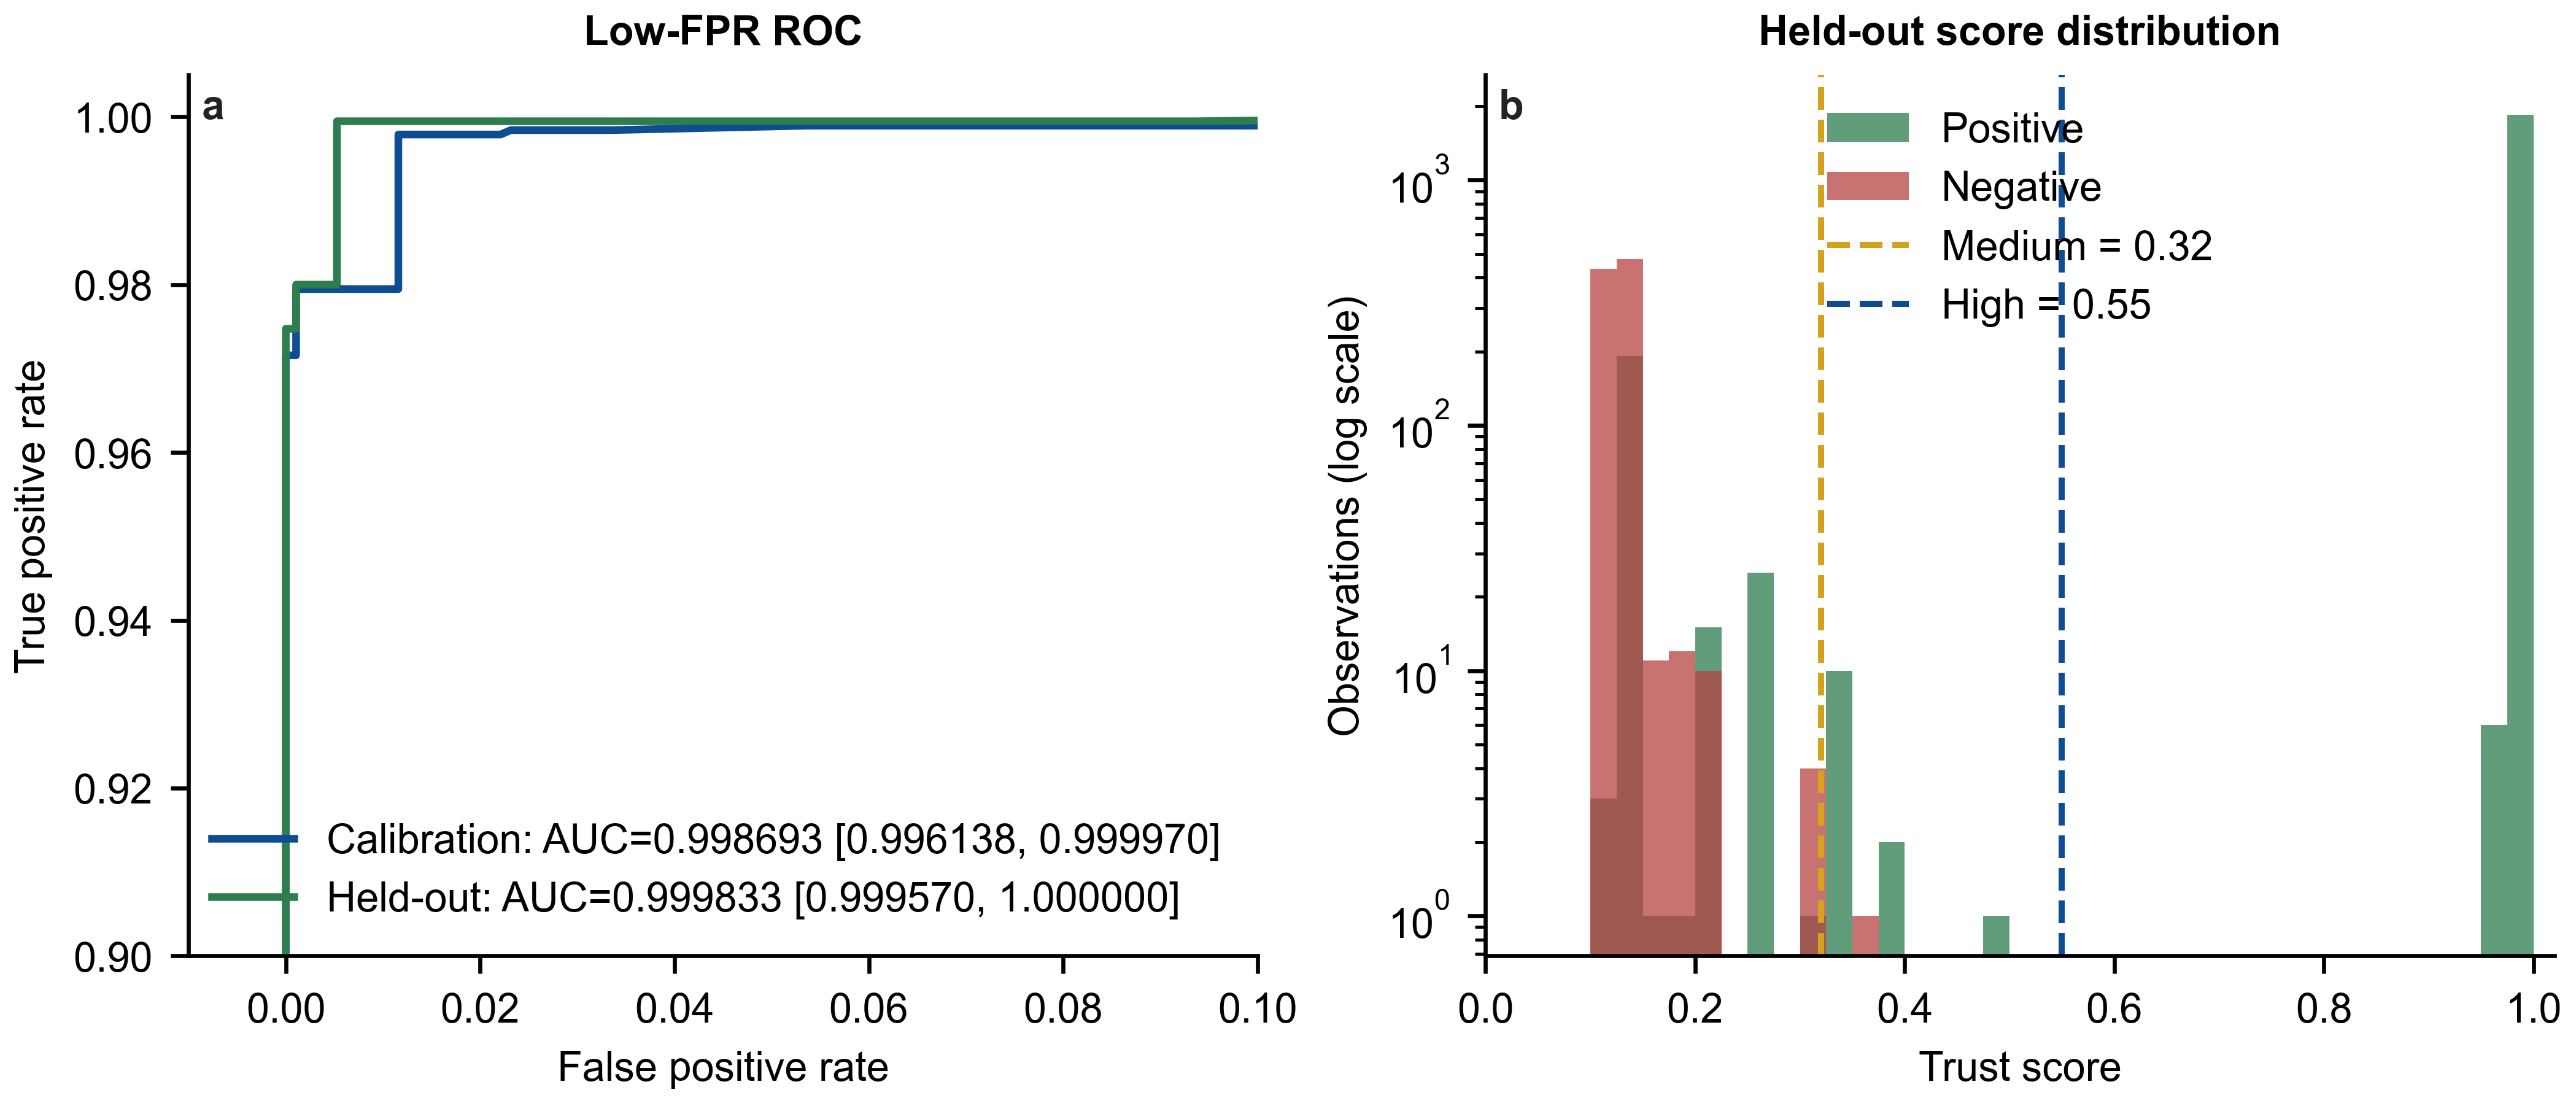 Low-FPR ROC
a
1.00
0.98
0.96
0.94
0.92
0.90
True positive rate
Calibration: AUC=0.998693 [0.996138, 0.999970]
Held-out: AUC=0.999833 [0.999570, 1.000000]
0.00 0.02 0.04 0.06 0.08 0.10
False positive rate
Held-out score distribution
b
10³
10²
10¹
10⁰
Observations (log scale)
Positive
Negative
Medium = 0.32
High = 0.55
0.0 0.2 0.4 0.6 0.8 1.0
Trust score